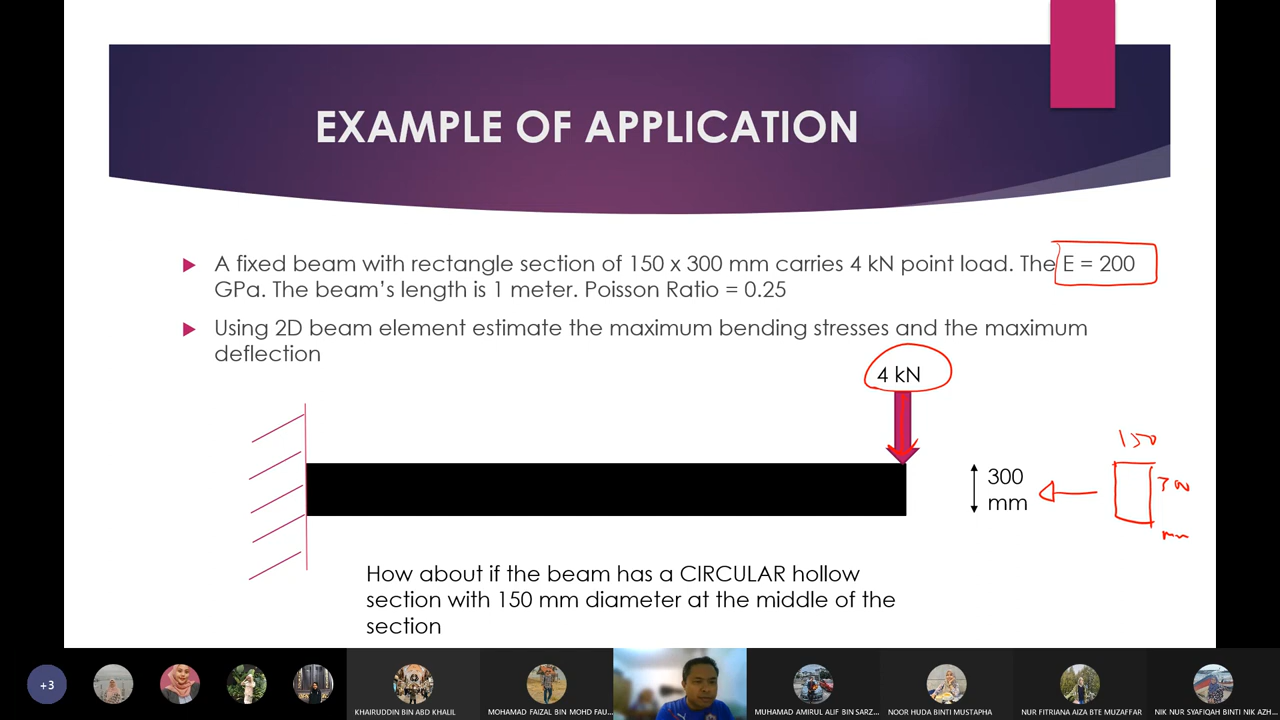 EXAMPLE OF APPLICATION
A fixed beam with rectangle section of 150 x 300 mm carries 4 kN point load. The E = 200
GPa. The beam's length is 1 meter. Poisson Ratio = 0.25
Using 2D beam element estimate the maximum bending stresses and the maximum
deflection
4 kN
150
300
mm
300
mm
How about if the beam has a CIRCULAR hollow
section with 150 mm diameter at the middle of the
section
+3
KHAIRUDDIN BIN ABD KHALIL
MOHAMAD FAIZAL BIN MOHD FAU...
MUHAMAD AMIRUL ALIF BIN SARZ...
NOOR HUDA BINTI MUSTAPHA
NUR FITRIANA AIZA BTE MUZAFFAR
NIK NUR SYAFIQAH BINTI NIK AZH...